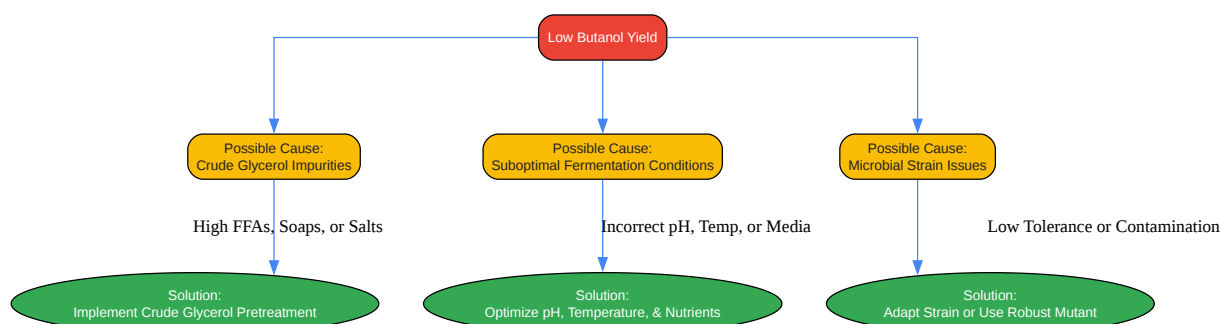 Low Butanol Yield
Possible Cause:
Crude Glycerol Impurities
Possible Cause:
Suboptimal Fermentation Conditions
Possible Cause:
Microbial Strain Issues
High FFAs, Soaps, or Salts
Incorrect pH, Temp, or Media
Low Tolerance or Contamination
Solution:
Implement Crude Glycerol Pretreatment
Solution:
Optimize pH, Temperature, & Nutrients
Solution:
Adapt Strain or Use Robust Mutant